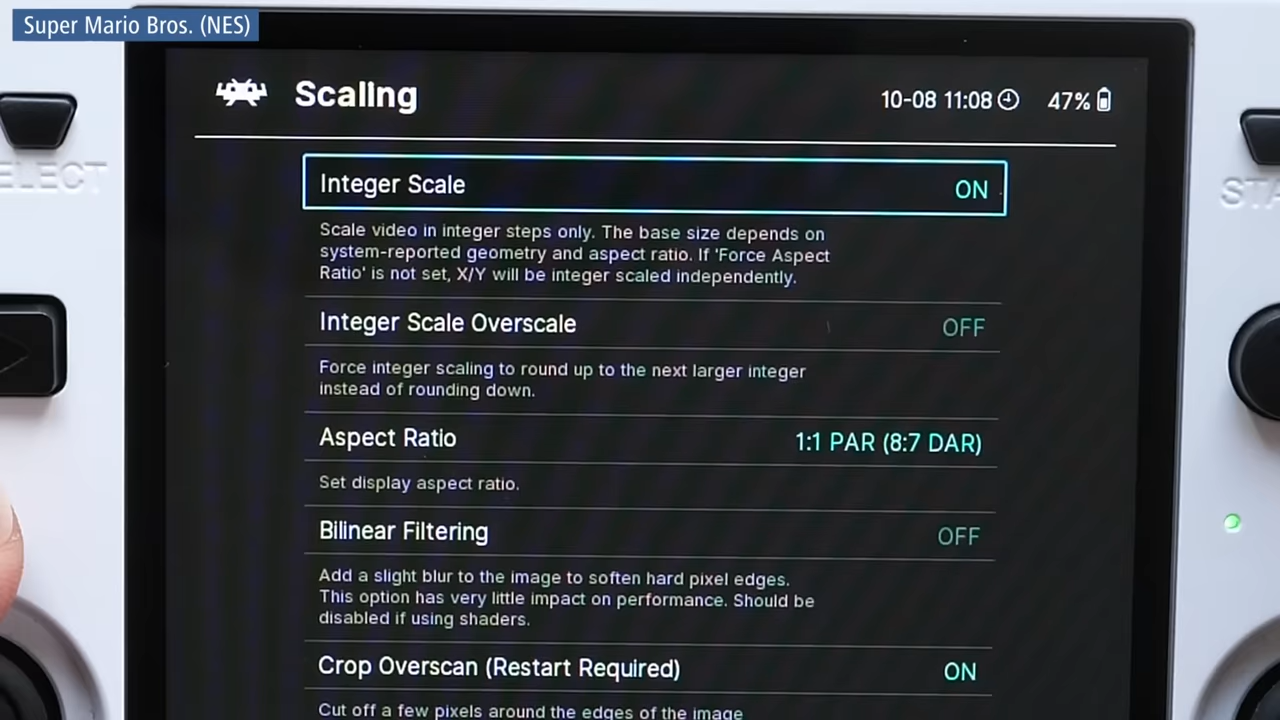 Super Mario Bros. (NES)
Scaling
10-08 11:08
47%
Integer Scale
ON
Scale video in integer steps only. The base size depends on
system-reported geometry and aspect ratio. If 'Force Aspect
Ratio' is not set, X/Y will be integer scaled independently.
Integer Scale Overscale
OFF
Force integer scaling to round up to the next larger integer
instead of rounding down.
Aspect Ratio
1:1 PAR (8:7 DAR)
Set display aspect ratio.
Bilinear Filtering
OFF
Add a slight blur to the image to soften hard pixel edges.
This option has very little impact on performance. Should be
disabled if using shaders.
Crop Overscan (Restart Required)
ON
Cut off a few pixels around the edges of the image
ELECT
STA